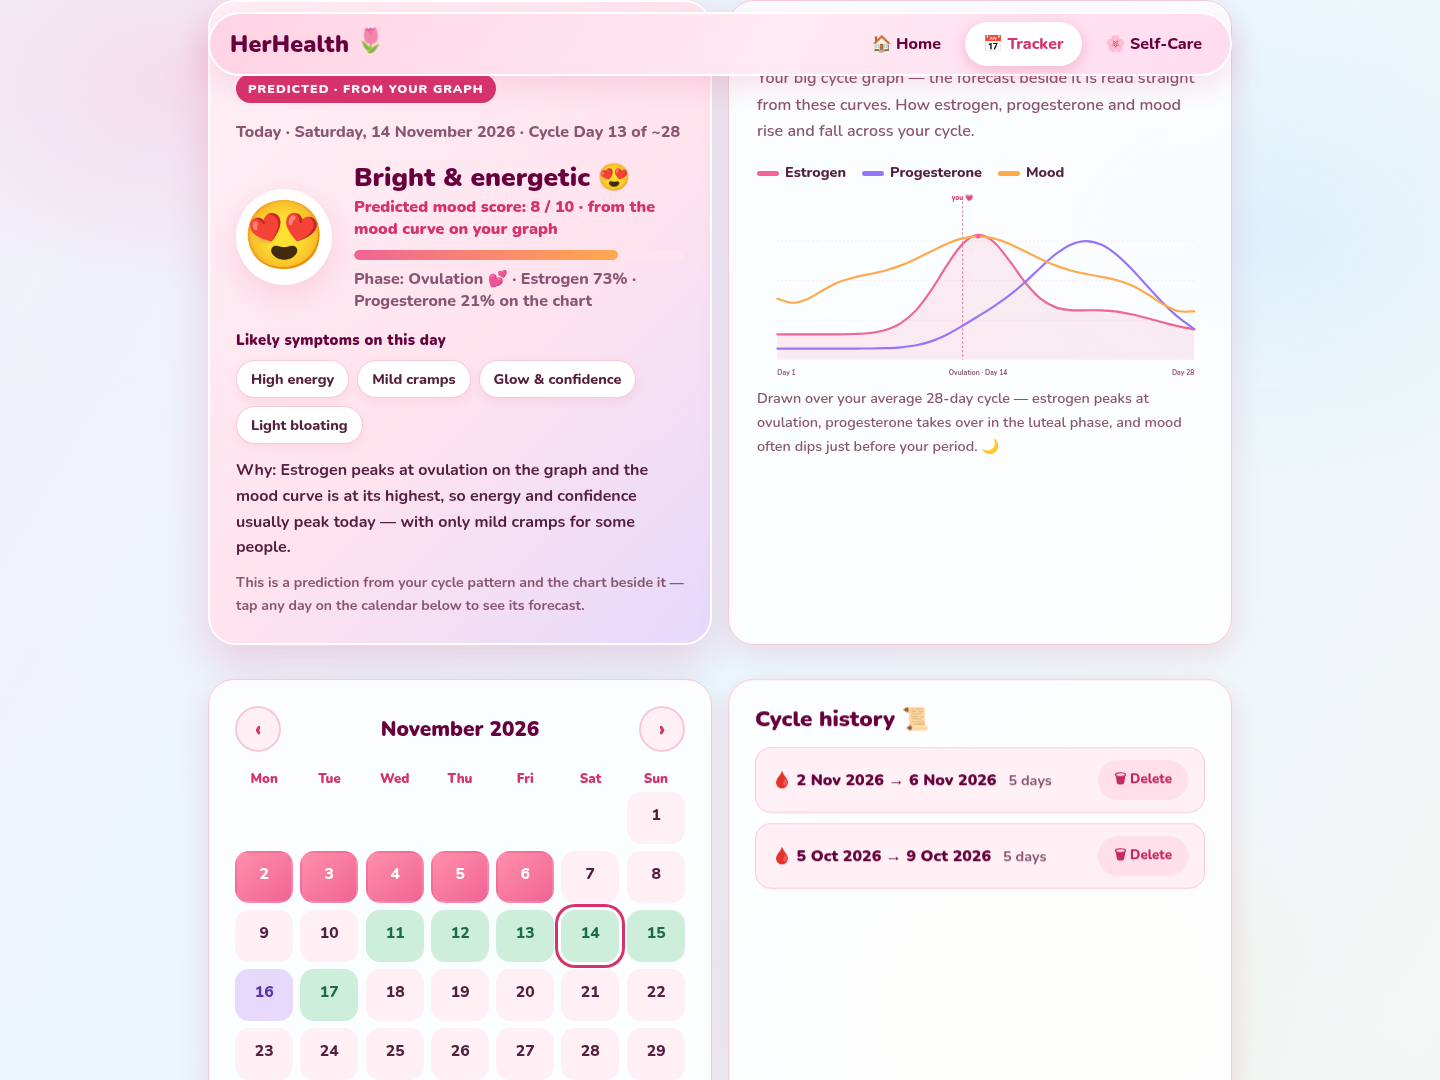 HerHealth 🌷
🏠 Home
📅 Tracker
🌸 Self-Care
PREDICTED · FROM YOUR GRAPH
Today · Saturday, 14 November 2026 · Cycle Day 13 of ~28
Bright & energetic 😍
Predicted mood score: 8 / 10 · from the
mood curve on your graph
Phase: Ovulation 💕 · Estrogen 73% ·
Progesterone 21% on the chart
Likely symptoms on this day
High energy
Mild cramps
Glow & confidence
Light bloating
Why: Estrogen peaks at ovulation on the graph and the
mood curve is at its highest, so energy and confidence
usually peak today — with only mild cramps for some
people.
This is a prediction from your cycle pattern and the chart beside it —
tap any day on the calendar below to see its forecast.
Your big cycle graph — the forecast beside it is read straight
from these curves. How estrogen, progesterone and mood
rise and fall across your cycle.
Estrogen
Progesterone
Mood
you 💗
Day 1
Ovulation · Day 14
Day 28
Drawn over your average 28-day cycle — estrogen peaks at
ovulation, progesterone takes over in the luteal phase, and mood
often dips just before your period. 🌙
‹
November 2026
›
Mon Tue Wed Thu Fri Sat Sun
1
2 3 4 5 6 7 8
9 10 11 12 13 14 15
16 17 18 19 20 21 22
23 24 25 26 27 28 29
Cycle history 📜
🩸 2 Nov 2026 → 6 Nov 2026 5 days
🗑 Delete
🩸 5 Oct 2026 → 9 Oct 2026 5 days
🗑 Delete